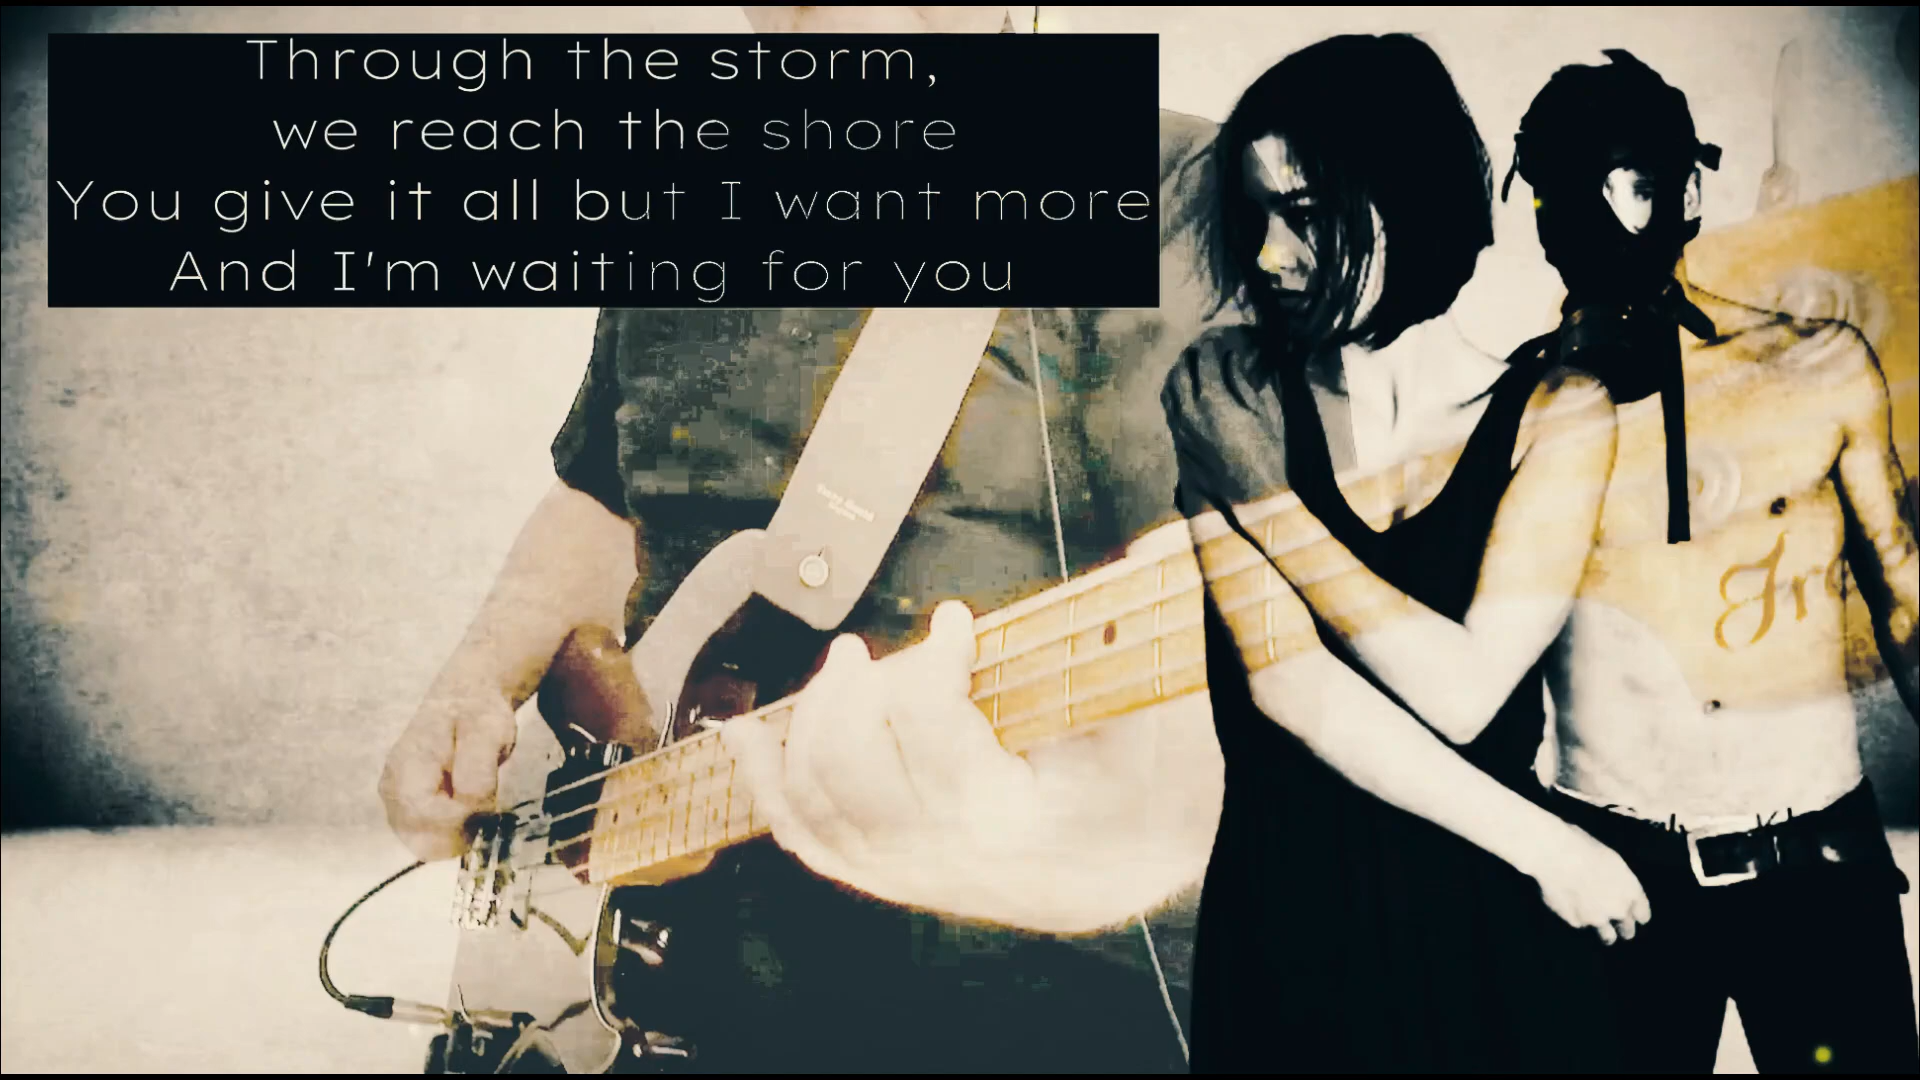 Through the storm,
we reach the shore
You give it all but I want more
And I'm waiting for you